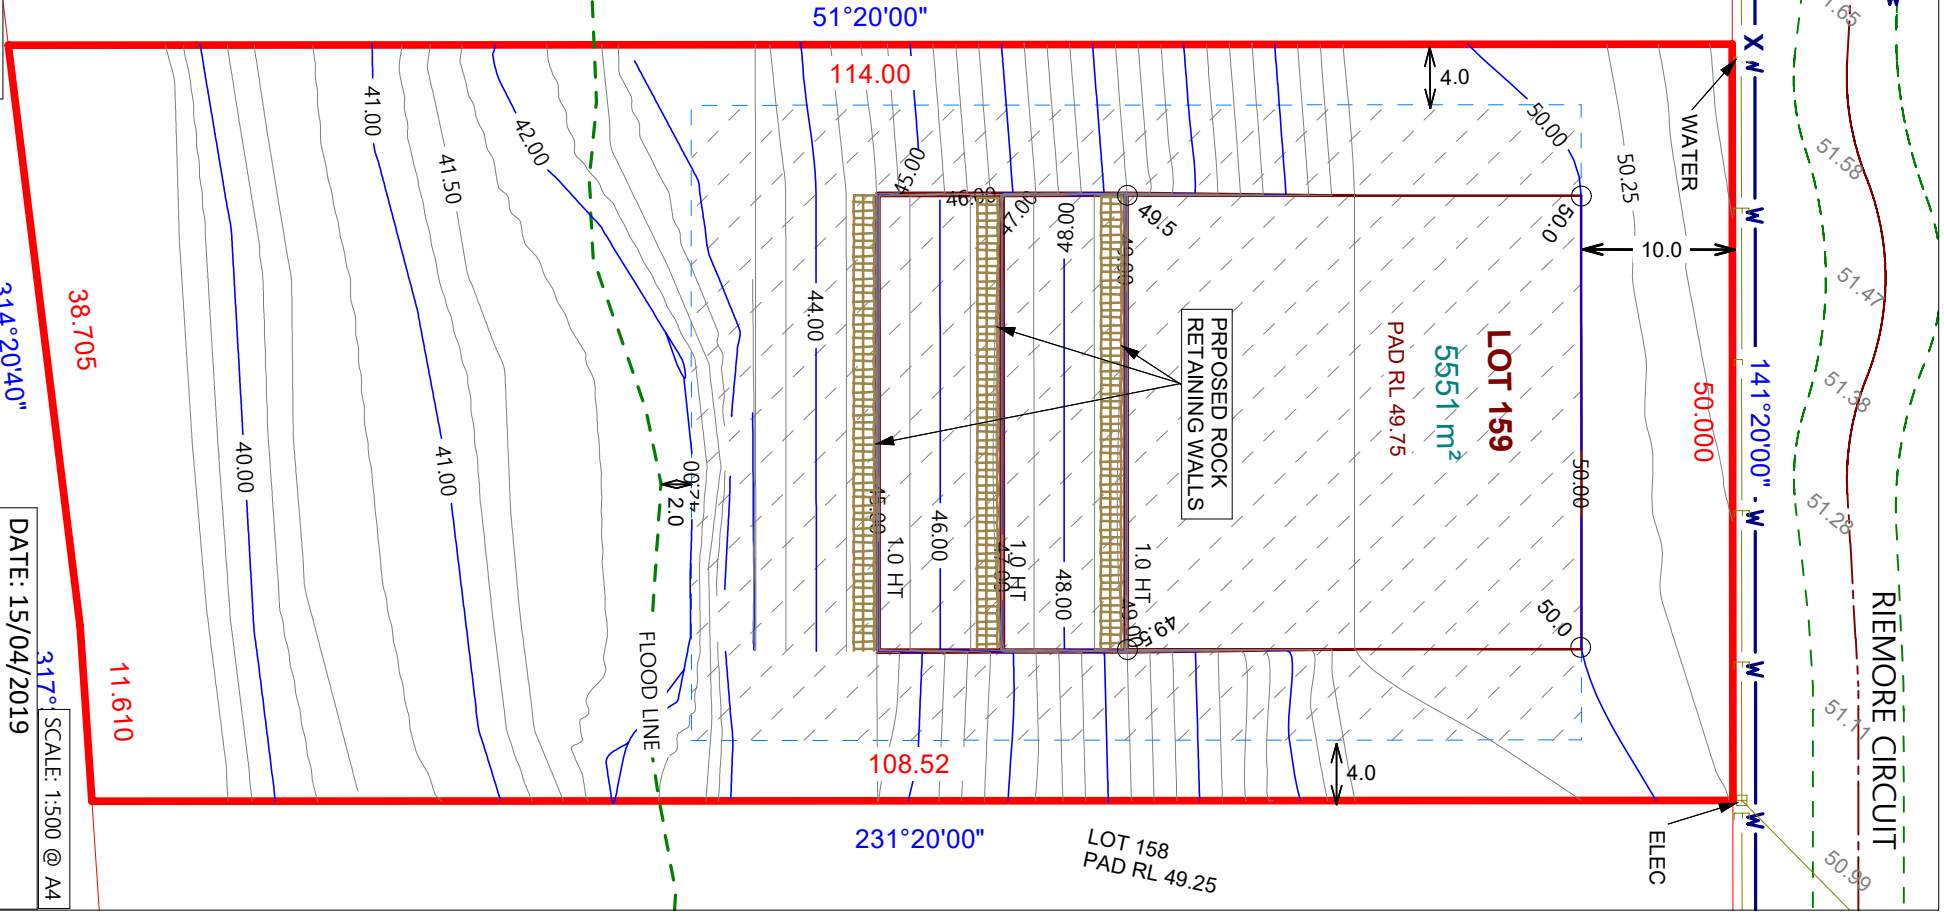 51°20'00"
114.00
4.0
WATER
X
W
51.58
50.00
50.25
41.00
42.00
41.50
45.00
47.00
48.00
49.5
50.0
10.0
W
51.47
44.00
38.705
314°20'40"
PRPOSED ROCK
RETAINING WALLS
LOT 159
5551 m²
PAD RL 49.75
50.000
141°20'00"
51.38
40.00
41.00
2.0
50.00
W
51.28
46.00
48.00
1.0 HT
1.0 HT
1.0 HT
49.5
50.0
FLOOD LINE
DATE: 15/04/2019
SCALE: 1:500 @ A4
11.610
RIEMORE CIRCUIT
W
51.11
108.52
4.0
231°20'00"
LOT 158
PAD RL 49.25
ELEC
W
50.99